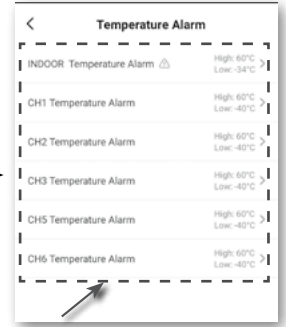 Temperature Alarm
INDOOR Temperature Alarm
High: 60°C
Low: -34°C
CH1 Temperature Alarm
High: 60°C
Low: -40°C
CH2 Temperature Alarm
High: 60°C
Low: -40°C
CH3 Temperature Alarm
High: 60°C
Low: -40°C
CH5 Temperature Alarm
High: 60°C
Low: -40°C
CH6 Temperature Alarm
High: 60°C
Low: -40°C